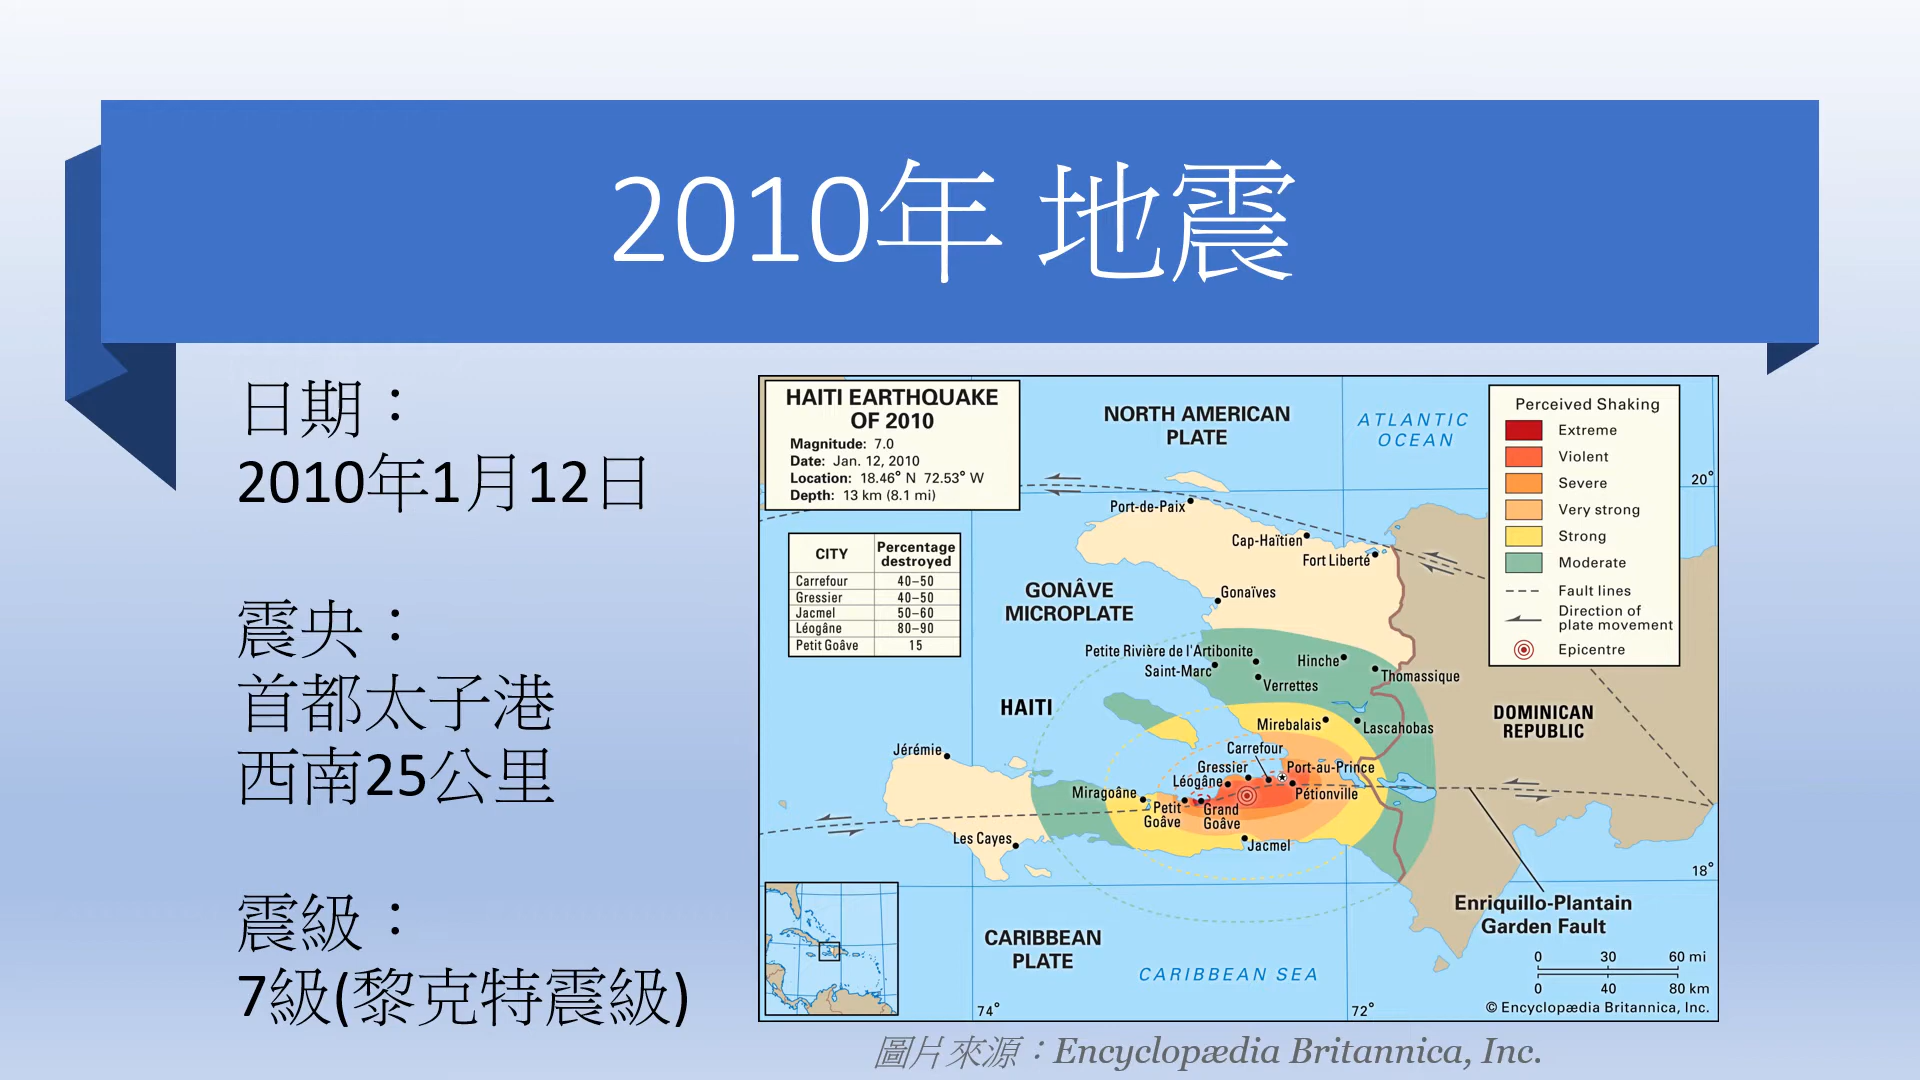 2010年 地震
日期：
2010年1月12日
震央：
首都太子港
西南25公里
震級：
7級(黎克特震級)
HAITI EARTHQUAKE
OF 2010
Magnitude: 7.0
Date: Jan. 12, 2010
Location: 18.46° N 72.53° W
Depth: 13 km (8.1 mi)
CITY Percentage destroyed
Carrefour 40–50
Gressier 40–50
Jacmel 50–60
Léogâne 80–90
Petit Goâve 15
NORTH AMERICAN
PLATE
ATLANTIC
OCEAN
Perceived Shaking
Extreme
Violent
Severe
Very strong
Strong
Moderate
Fault lines
Direction of
plate movement
Epicentre
20°
Port-de-Paix
Cap-Haïtien
Fort Liberté
GONÂVE
MICROPLATE
Gonaïves
Petite Rivière de l'Artibonite
Saint-Marc
Hinche
Thomassique
Verrettes
HAITI
Mirebalais
Lascahobas
DOMINICAN
REPUBLIC
Jérémie
Carrefour
Gressier
Port-au-Prince
Léogâne
Miragoâne
Pétionville
Petit
Goâve
Grand
Goâve
Les Cayes
Jacmel
18°
Enriquillo-Plantain
Garden Fault
CARIBBEAN
PLATE
CARIBBEAN SEA
0 30 60 mi
0 40 80 km
74°
72°
© Encyclopædia Britannica, Inc.
圖片來源：Encyclopædia Britannica, Inc.